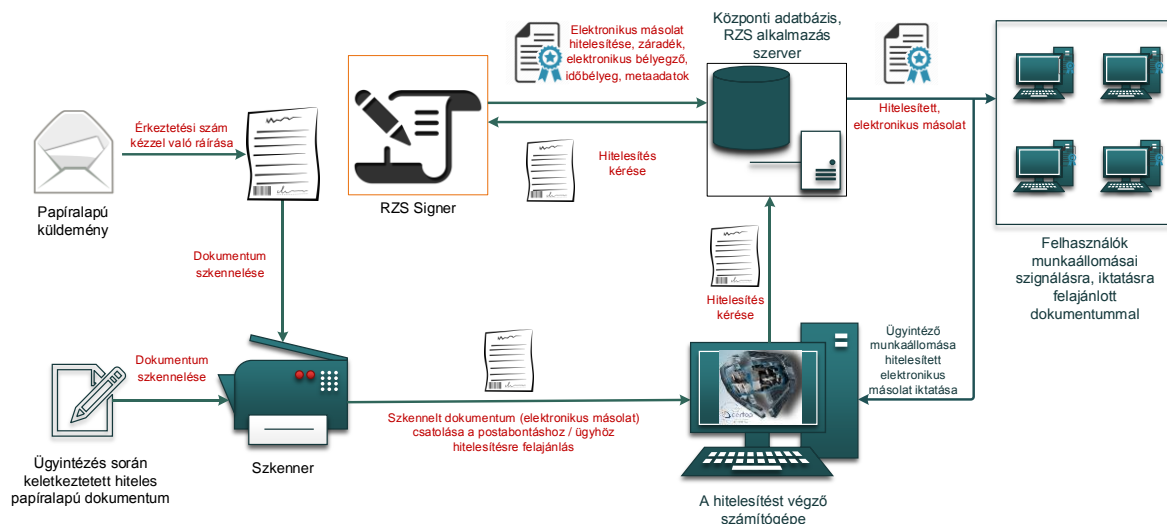 Elektronikus másolat
hitelesítése, záradék,
elektronikus bélyegző,
időbélyeg, metaadatok
Központi adatbázis,
RZS alkalmazás
szerver
Érkeztetési szám
kézzel való ráírása
Hitelesítés
kérése
Hitelesített,
elektronikus másolat
Papíralapú
küldemény
RZS Signer
Dokumentum
szkennelése
Hitelesítés
kérése
Felhasználók
munkaállomásai
szignálásra, iktatásra
felajánlott
dokumentummal
Dokumentum
szkennelése
Ügyintéző
munkaállomása
hitelesített
elektronikus
másolat iktatása
Szkennelt dokumentum (elektronikus másolat)
csatolása a postabontáshoz / ügyhöz
hitelesítésre felajánlás
Ügyintézés során
keletkeztetett hiteles
papíralapú dokumentum
Szkenner
A hitelesítést végző
számítógépe